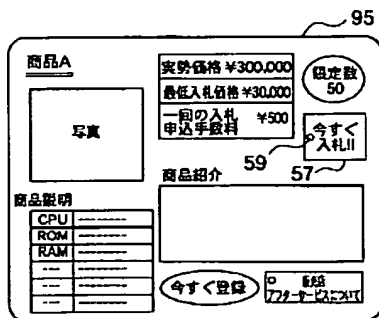 95
商品A
実勢価格 ¥300,000
最低入札価格 ¥30,000
一回の入札
申込手数料 ¥500
限定数
50
写真
今すぐ
入札!!
59
57
商品紹介
商品説明
CPU
ROM
RAM
今すぐ登録
販売店
アフターサービスについて